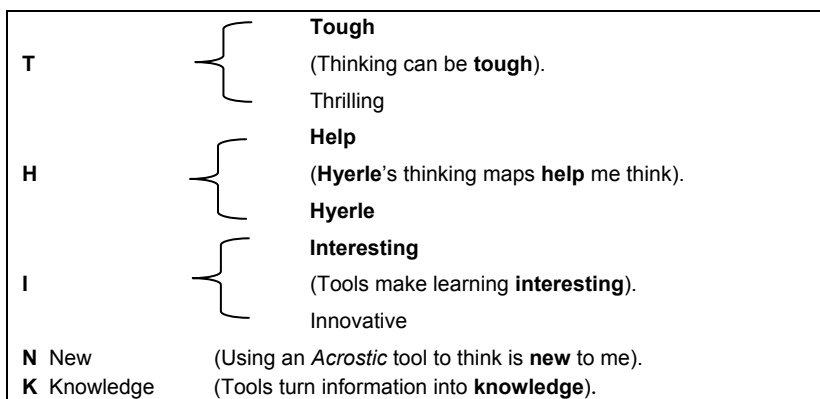 Tough
T (Thinking can be tough).
Thrilling
Help
H (Hyerle's thinking maps help me think).
Hyerle
Interesting
I (Tools make learning interesting).
Innovative
N New (Using an Acrostic tool to think is new to me).
K Knowledge (Tools turn information into knowledge).